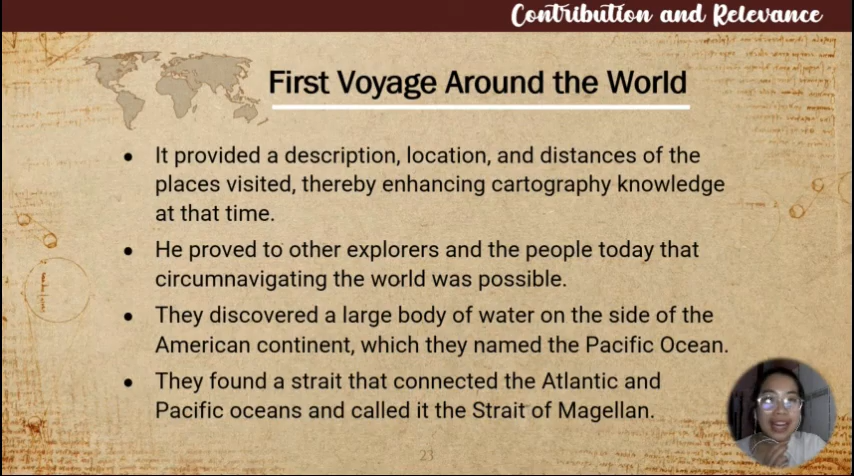 Contribution and Relevance
First Voyage Around the World
• It provided a description, location, and distances of the
places visited, thereby enhancing cartography knowledge
at that time.
• He proved to other explorers and the people today that
circumnavigating the world was possible.
• They discovered a large body of water on the side of the
American continent, which they named the Pacific Ocean.
• They found a strait that connected the Atlantic and
Pacific oceans and called it the Strait of Magellan.
23